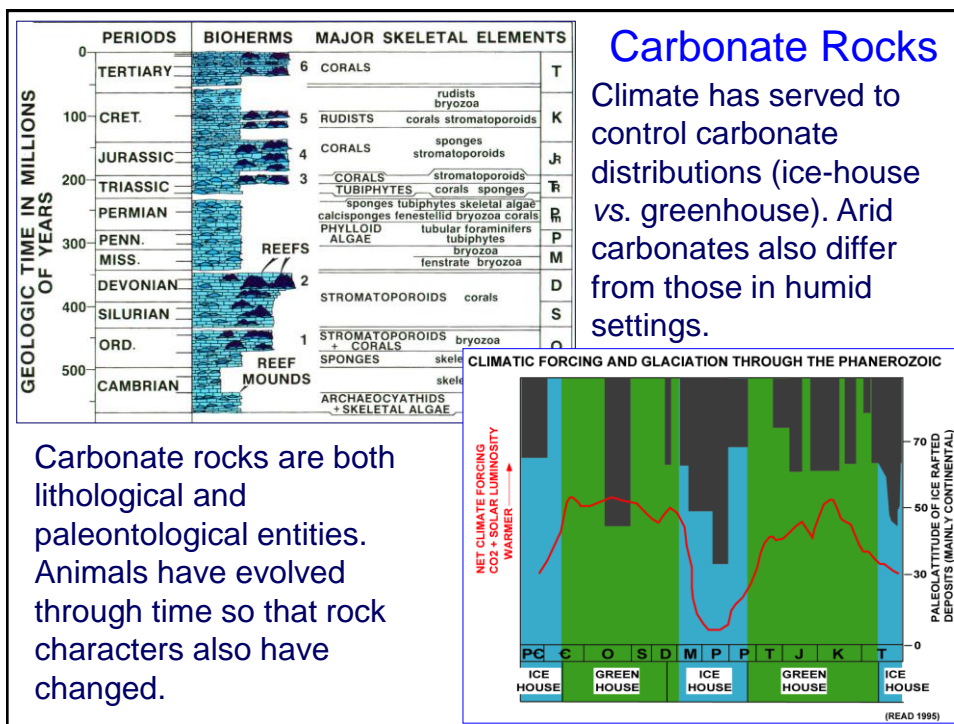 PERIODS BIOHERMS MAJOR SKELETAL ELEMENTS
GEOLOGIC TIME IN MILLIONS
OF YEARS
0
TERTIARY 6 CORALS T
rudists
bryozoa
100
CRET. 5 RUDISTS corals stromatoporoids K
sponges
JURASSIC 4 CORALS stromatoporoids JR
200
3 CORALS stromatoporoids
TRIASSIC TUBIPHYTES corals sponges TR
PERMIAN sponges tubiphytes skeletal algae Pm
calcisponges fenestellid bryozoa corals
PENN. PHYLLOID tubular foraminifers P
300 ALGAE tubiphytes
MISS. REEFS bryozoa M
fenstrate bryozoa
DEVONIAN 2 D
400 STROMATOPOROIDS corals
SILURIAN S
ORD. 1 STROMATOPOROIDS bryozoa O
+ CORALS
REEF SPONGES skele
500 MOUNDS
CAMBRIAN skele
ARCHAEOCYATHIDS
+ SKELETAL ALGAE
Carbonate Rocks
Climate has served to
control carbonate
distributions (ice-house
vs. greenhouse). Arid
carbonates also differ
from those in humid
settings.
Carbonate rocks are both
lithological and
paleontological entities.
Animals have evolved
through time so that rock
characters also have
changed.
CLIMATIC FORCING AND GLACIATION THROUGH THE PHANEROZOIC
NET CLIMATE FORCING
CO2 + SOLAR LUMINOSITY
WARMER
70
50
30
0
PALEOLATTITUDE OF ICE RAFTED
DEPOSITS (MAINLY CONTINENTAL)
P€ € O S D M P P T J K T
ICE HOUSE GREEN HOUSE ICE HOUSE GREEN HOUSE ICE HOUSE
(READ 1995)